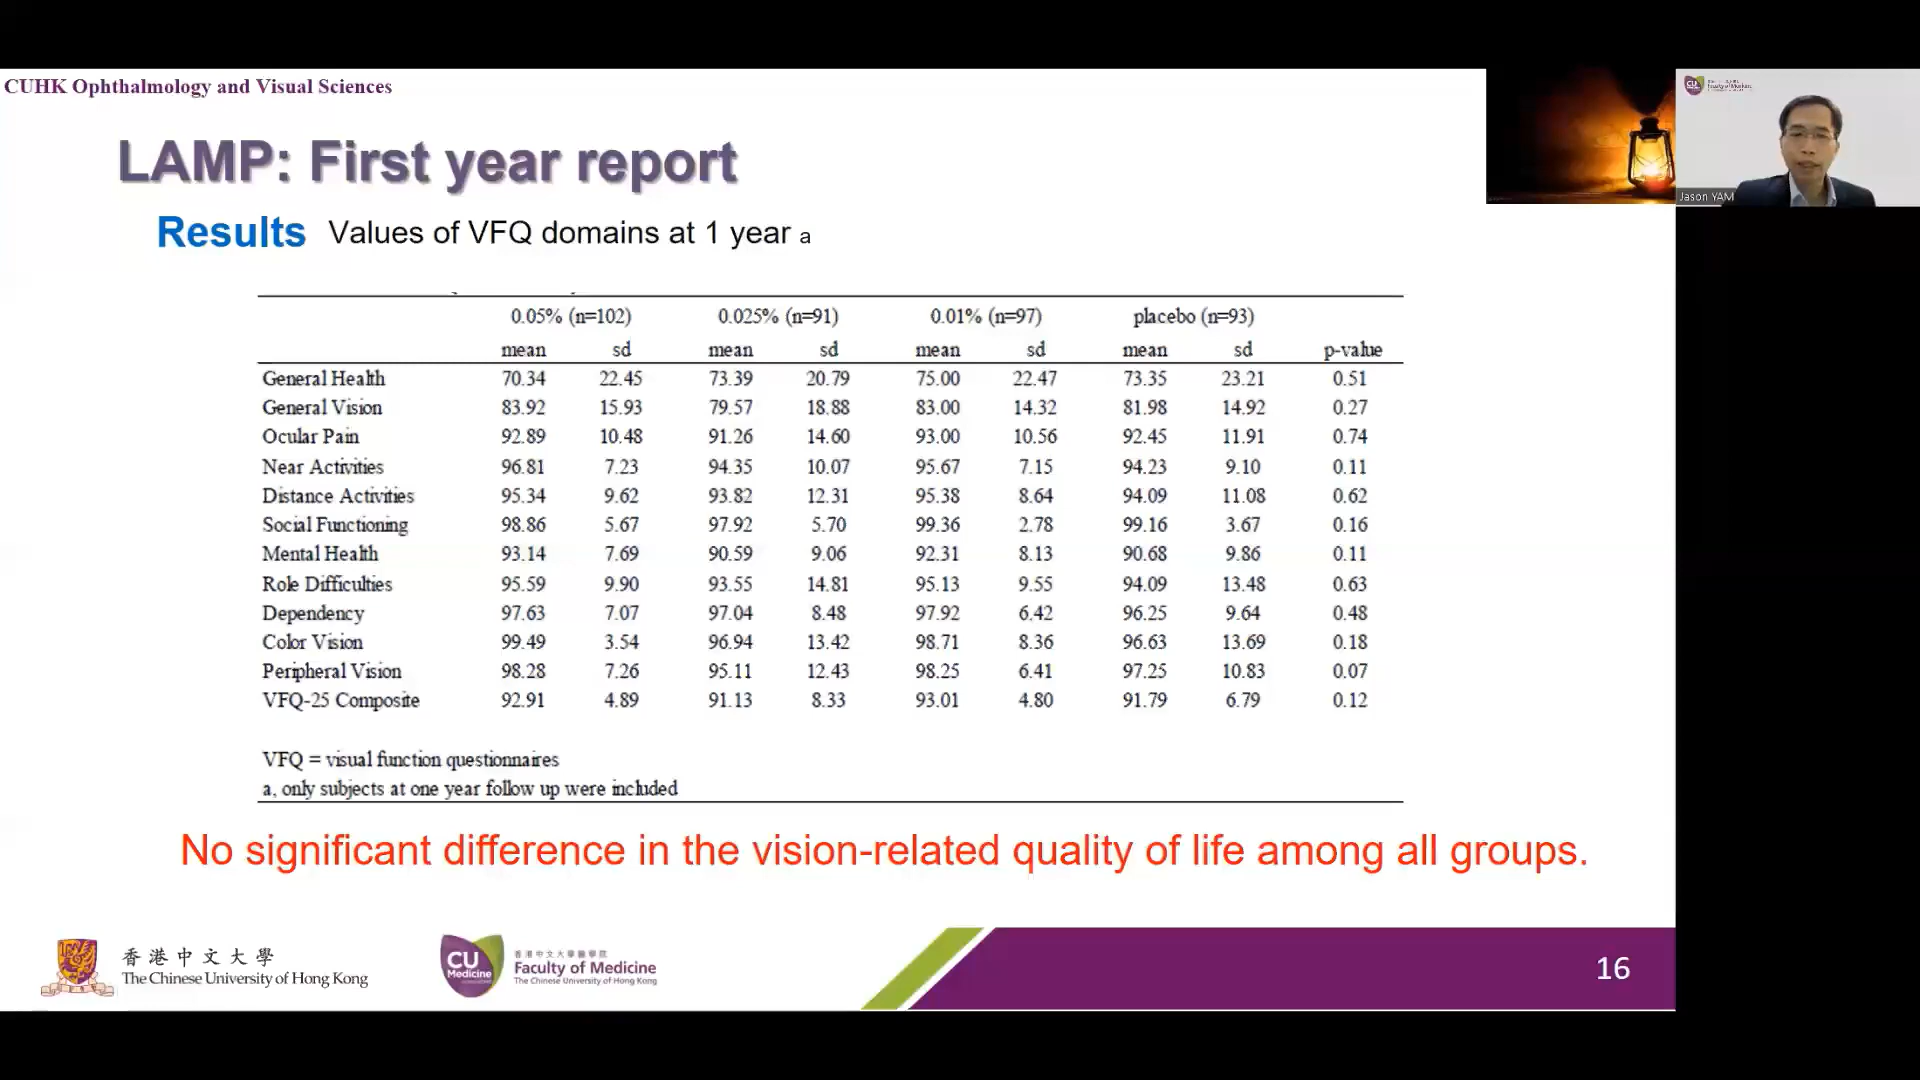 CUHK Ophthalmology and Visual Sciences
LAMP: First year report
Results Values of VFQ domains at 1 year a
0.05% (n=102) 0.025% (n=91) 0.01% (n=97) placebo (n=93)
mean sd mean sd mean sd mean sd p-value
General Health 70.34 22.45 73.39 20.79 75.00 22.47 73.35 23.21 0.51
General Vision 83.92 15.93 79.57 18.88 83.00 14.32 81.98 14.92 0.27
Ocular Pain 92.89 10.48 91.26 14.60 93.00 10.56 92.45 11.91 0.74
Near Activities 96.81 7.23 94.35 10.07 95.67 7.15 94.23 9.10 0.11
Distance Activities 95.34 9.62 93.82 12.31 95.38 8.64 94.09 11.08 0.62
Social Functioning 98.86 5.67 97.92 5.70 99.36 2.78 99.16 3.67 0.16
Mental Health 93.14 7.69 90.59 9.06 92.31 8.13 90.68 9.86 0.11
Role Difficulties 95.59 9.90 93.55 14.81 95.13 9.55 94.09 13.48 0.63
Dependency 97.63 7.07 97.04 8.48 97.92 6.42 96.25 9.64 0.48
Color Vision 99.49 3.54 96.94 13.42 98.71 8.36 96.63 13.69 0.18
Peripheral Vision 98.28 7.26 95.11 12.43 98.25 6.41 97.25 10.83 0.07
VFQ-25 Composite 92.91 4.89 91.13 8.33 93.01 4.80 91.79 6.79 0.12
VFQ = visual function questionnaires
a, only subjects at one year follow up were included
No significant difference in the vision-related quality of life among all groups.
香港中文大學
The Chinese University of Hong Kong
CU
Medicine
香港中文大學醫學院
Faculty of Medicine
The Chinese University of Hong Kong
16
CU
Faculty of Medicine
Jason YAM